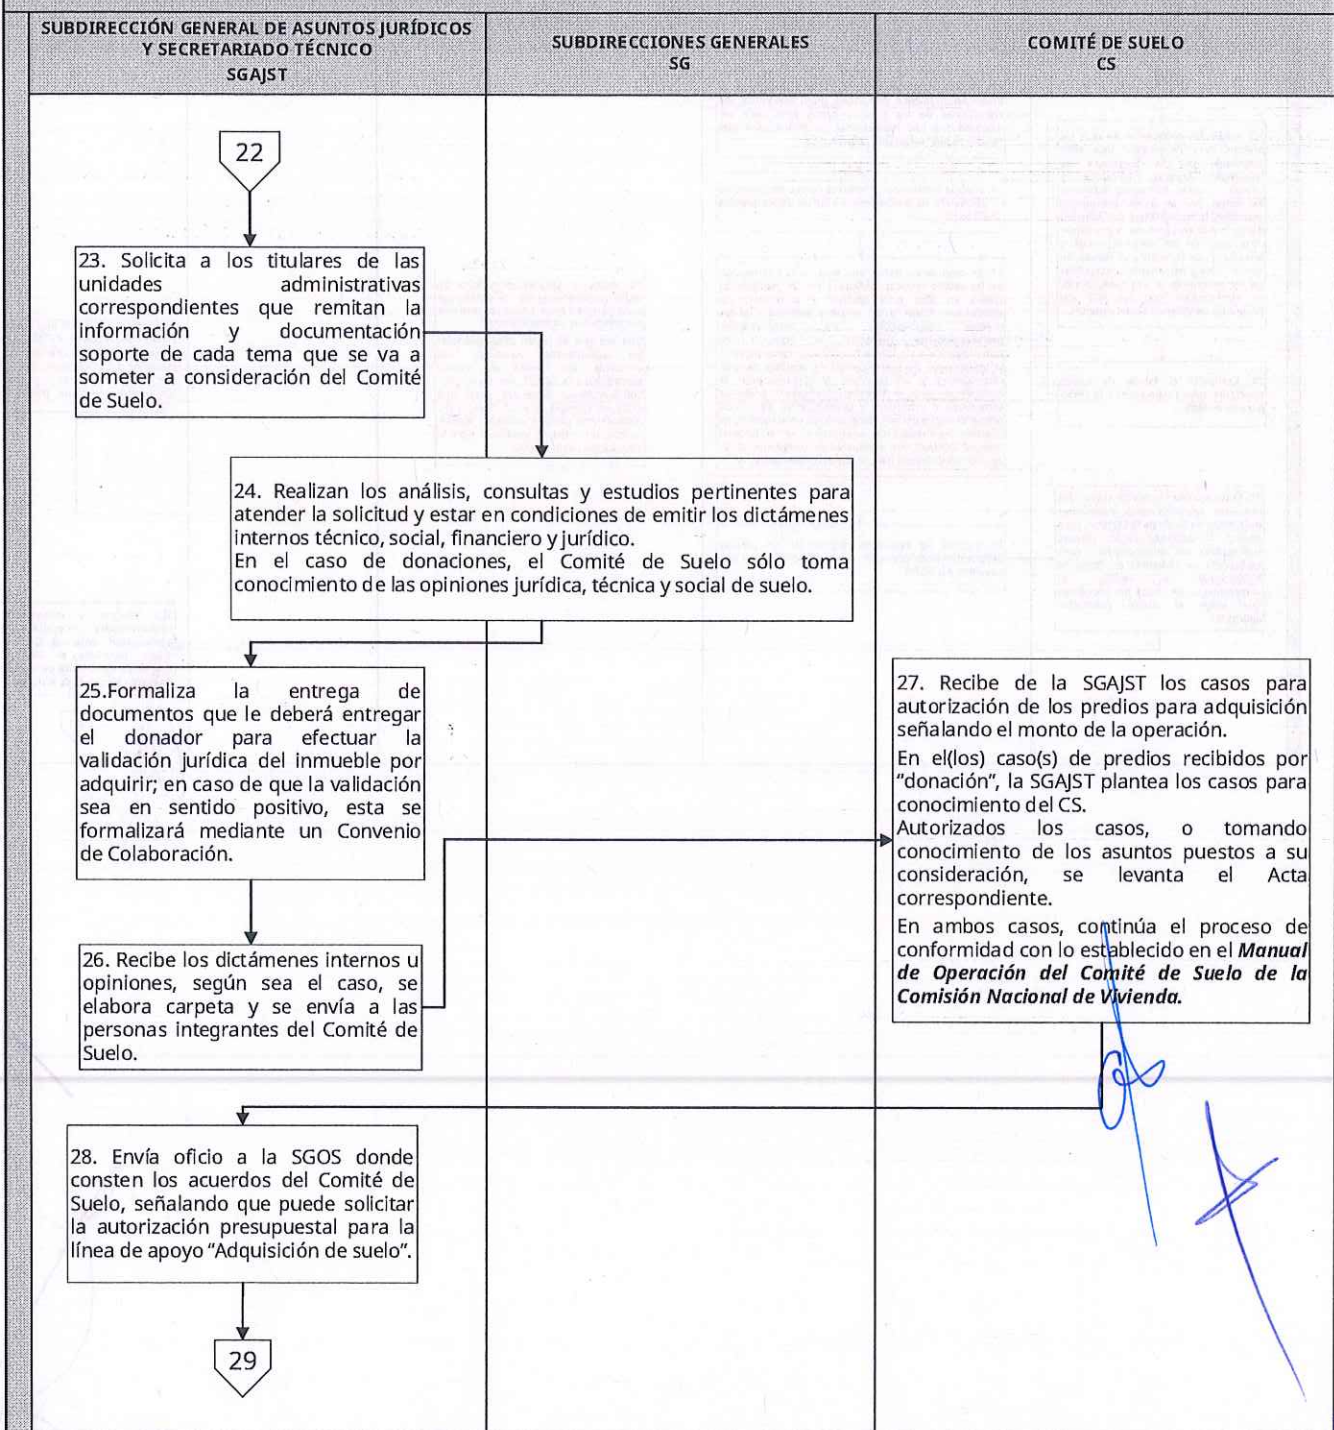 SUBDIRECCIÓN GENERAL DE ASUNTOS JURÍDICOS
Y SECRETARIADO TÉCNICO
SGAJST
SUBDIRECCIONES GENERALES
SG
COMITÉ DE SUELO
CS
22
23. Solicita a los titulares de las
unidades administrativas
correspondientes que remitan la
información y documentación
soporte de cada tema que se va a
someter a consideración del Comité
de Suelo.
24. Realizan los análisis, consultas y estudios pertinentes para
atender la solicitud y estar en condiciones de emitir los dictámenes
internos técnico, social, financiero y jurídico.
En el caso de donaciones, el Comité de Suelo sólo toma
conocimiento de las opiniones jurídica, técnica y social de suelo.
25.Formaliza la entrega de
documentos que le deberá entregar
el donador para efectuar la
validación jurídica del inmueble por
adquirir; en caso de que la validación
sea en sentido positivo, esta se
formalizará mediante un Convenio
de Colaboración.
26. Recibe los dictámenes internos u
opiniones, según sea el caso, se
elabora carpeta y se envía a las
personas integrantes del Comité de
Suelo.
27. Recibe de la SGAJST los casos para
autorización de los predios para adquisición
señalando el monto de la operación.
En el(los) caso(s) de predios recibidos por
“donación”, la SGAJST plantea los casos para
conocimiento del CS.
Autorizados los casos, o tomando
conocimiento de los asuntos puestos a su
consideración, se levanta el Acta
correspondiente.
En ambos casos, continúa el proceso de
conformidad con lo establecido en el Manual
de Operación del Comité de Suelo de la
Comisión Nacional de Vivienda.
28. Envía oficio a la SGOS donde
consten los acuerdos del Comité de
Suelo, señalando que puede solicitar
la autorización presupuestal para la
línea de apoyo “Adquisición de suelo”.
29